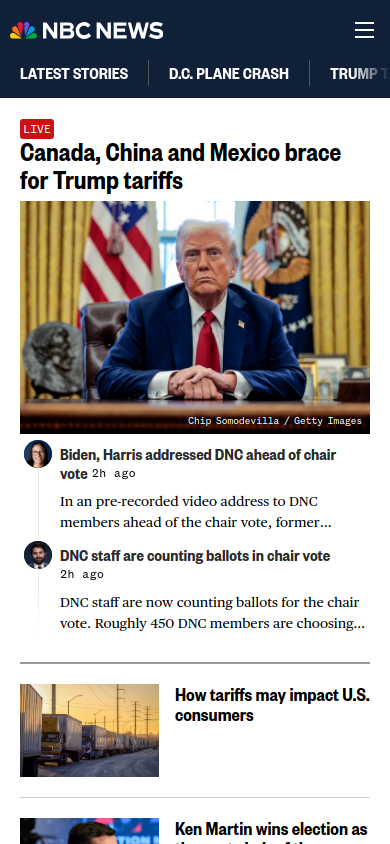 NBC NEWS
LATEST STORIES
D.C. PLANE CRASH
TRUMP T
LIVE
Canada, China and Mexico brace
for Trump tariffs
Chip Somodevilla / Getty Images
Biden, Harris addressed DNC ahead of chair
vote 2h ago
In an pre-recorded video address to DNC
members ahead of the chair vote, former...
DNC staff are counting ballots in chair vote
2h ago
DNC staff are now counting ballots for the chair
vote. Roughly 450 DNC members are choosing...
How tariffs may impact U.S.
consumers
Ken Martin wins election as